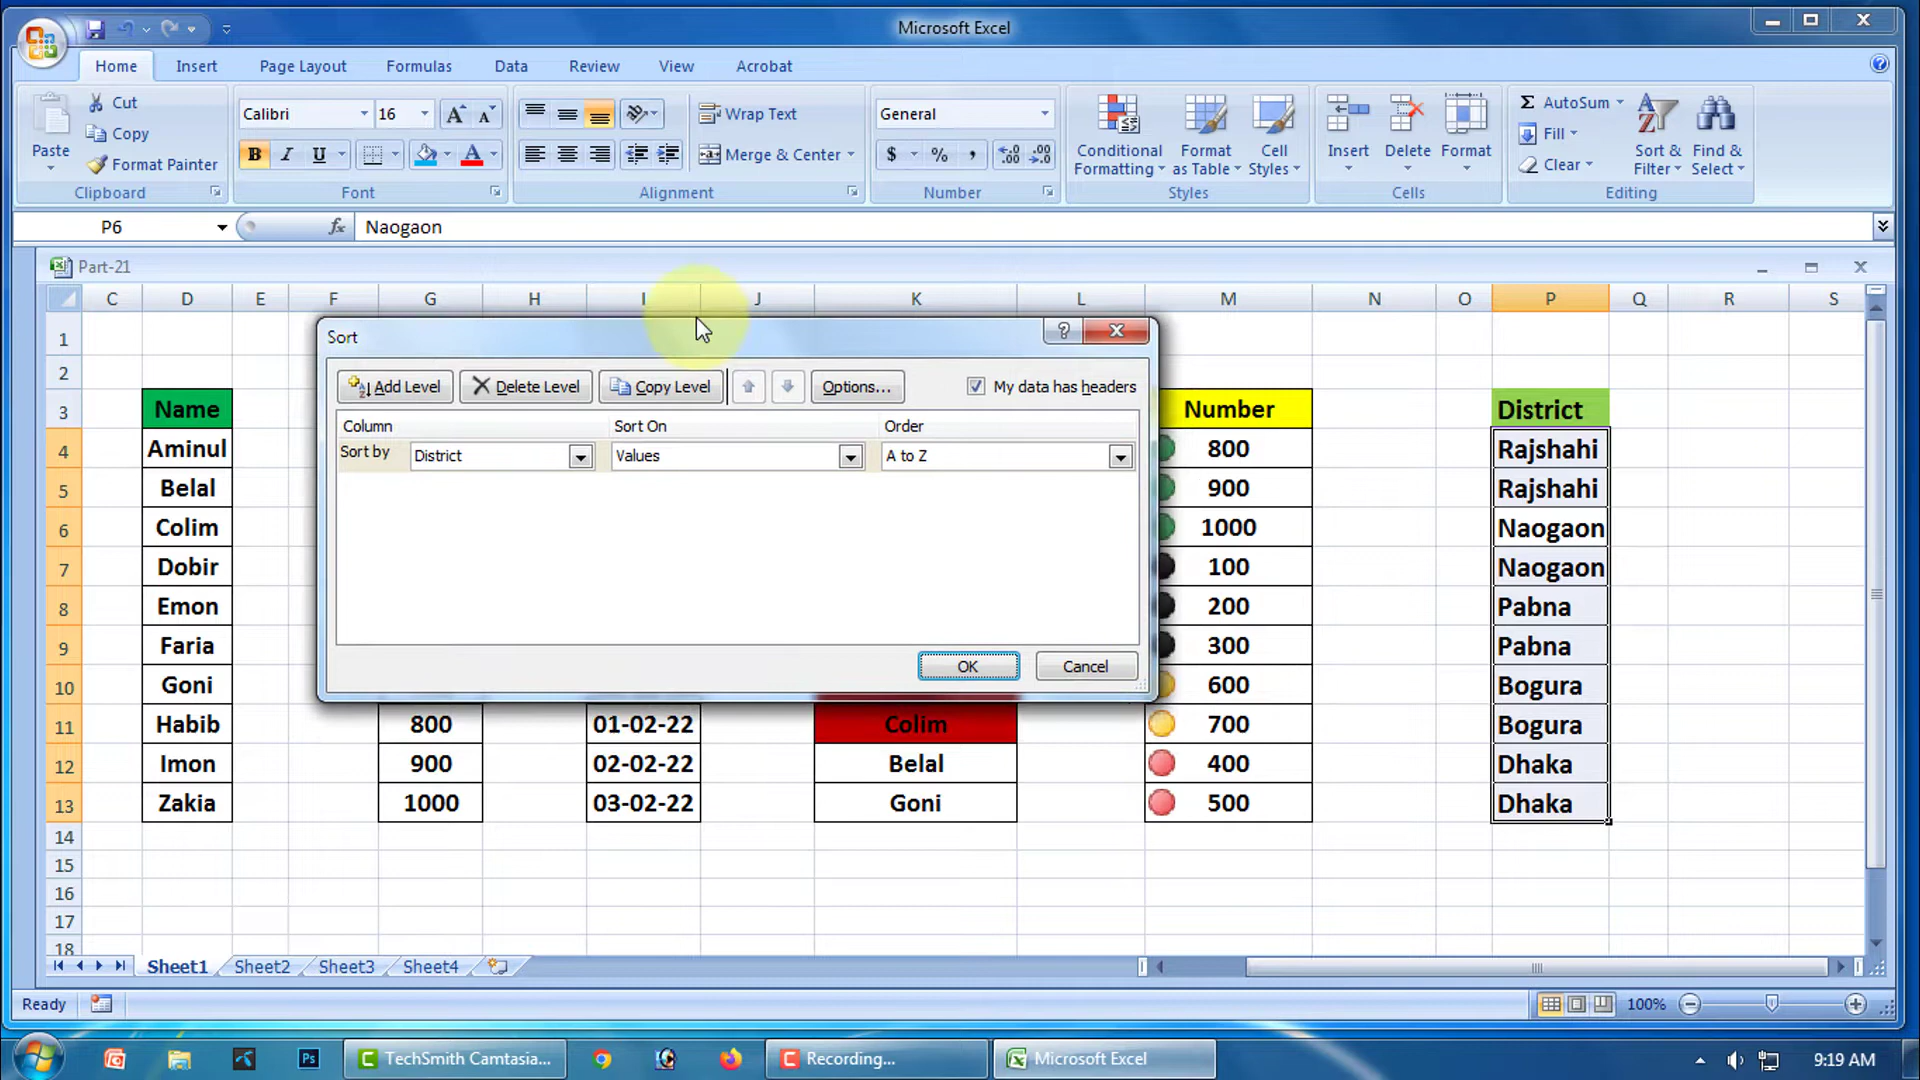 Microsoft Excel
Home Insert Page Layout Formulas Data Review View Acrobat
Paste Cut Copy Format Painter Clipboard
Calibri 16 B I U A Font
Wrap Text Merge & Center Alignment
General $ % , Number
Conditional Formatting Format as Table Cell Styles Styles
Insert Delete Format Cells
Σ AutoSum Fill Clear Sort & Filter Find & Select Editing
P6 fx Naogaon
Part-21
C D E F G H I J K L M N O P Q R S
1
Sort
2
Add Level Delete Level Copy Level Options... My data has headers
3 Name Number District
Column Sort On Order
4 Aminul 800 Rajshahi
Sort by District Values A to Z
5 Belal 900 Rajshahi
6 Colim 1000 Naogaon
7 Dobir 100 Naogaon
8 Emon 200 Pabna
9 Faria 300 Pabna
OK Cancel
10 Goni 600 Bogura
11 Habib 800 01-02-22 Colim 700 Bogura
12 Imon 900 02-02-22 Belal 400 Dhaka
13 Zakia 1000 03-02-22 Goni 500 Dhaka
14
15
16
17
18
Sheet1 Sheet2 Sheet3 Sheet4
Ready 100%
Ps TechSmith Camtasia... Recording... Microsoft Excel 9:19 AM